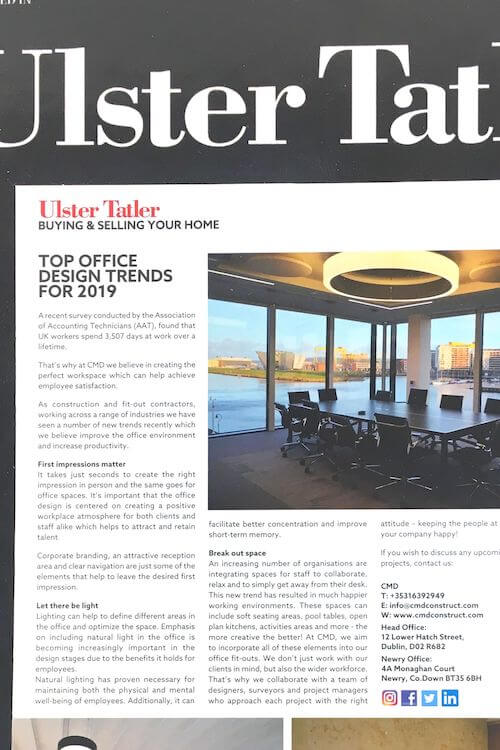 Ulster Tatl
Ulster Tatler
BUYING & SELLING YOUR HOME
TOP OFFICE
DESIGN TRENDS
FOR 2019
A recent survey conducted by the Association
of Accounting Technicians (AAT), found that
UK workers spend 3,507 days at work over a
lifetime.
That's why at CMD we believe in creating the
perfect workspace which can help achieve
employee satisfaction.
As construction and fit-out contractors,
working across a range of industries we have
seen a number of new trends recently which
we believe improve the office environment
and increase productivity.
First impressions matter
It takes just seconds to create the right
impression in person and the same goes for
office spaces. It's important that the office
design is centered on creating a positive
workplace atmosphere for both clients and
staff alike which helps to attract and retain
talent
Corporate branding, an attractive reception
area and clear navigation are just some of the
elements that help to leave the desired first
impression.
Let there be light
Lighting can help to define different areas in
the office and optimize the space. Emphasis
on including natural light in the office is
becoming increasingly important in the
design stages due to the benefits it holds for
employees.
Natural lighting has proven necessary for
maintaining both the physical and mental
well-being of employees. Additionally, it can
facilitate better concentration and improve
short-term memory.
Break out space
An increasing number of organisations are
integrating spaces for staff to collaborate,
relax and to simply get away from their desk.
This new trend has resulted in much happier
working environments. These spaces can
include soft seating areas, pool tables, open
plan kitchens, activities areas and more - the
more creative the better! At CMD, we aim
to incorporate all of these elements into our
office fit-outs. We don't just work with our
clients in mind, but also the wider workforce.
That's why we collaborate with a team of
designers, surveyors and project managers
who approach each project with the right
attitude – keeping the people at
your company happy!
If you wish to discuss any upcomi
projects, contact us:
CMD
T: +35316392949
E: info@cmdconstruct.com
W: www.cmdconstruct.com
Head Office:
12 Lower Hatch Street,
Dublin, D02 R682
Newry Office:
4A Monaghan Court
Newry, Co.Down BT35 6BH